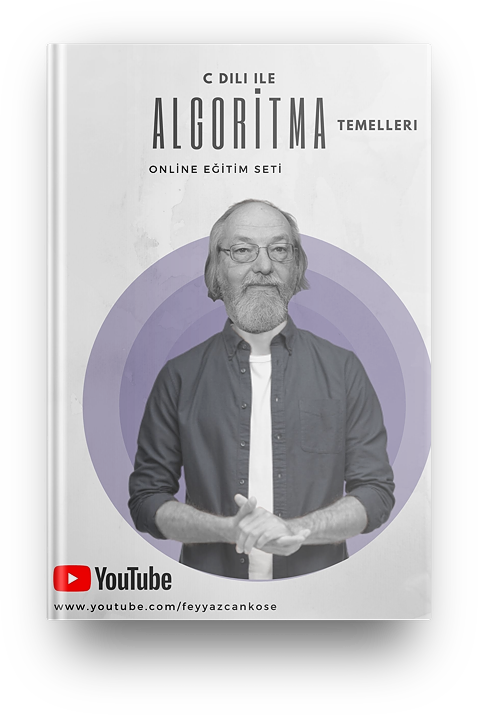 C DILI ILE
ALGORİTMA TEMELLERI
ONLİNE EĞİTİM SETİ
YouTube
www.youtube.com/feyyazcankose